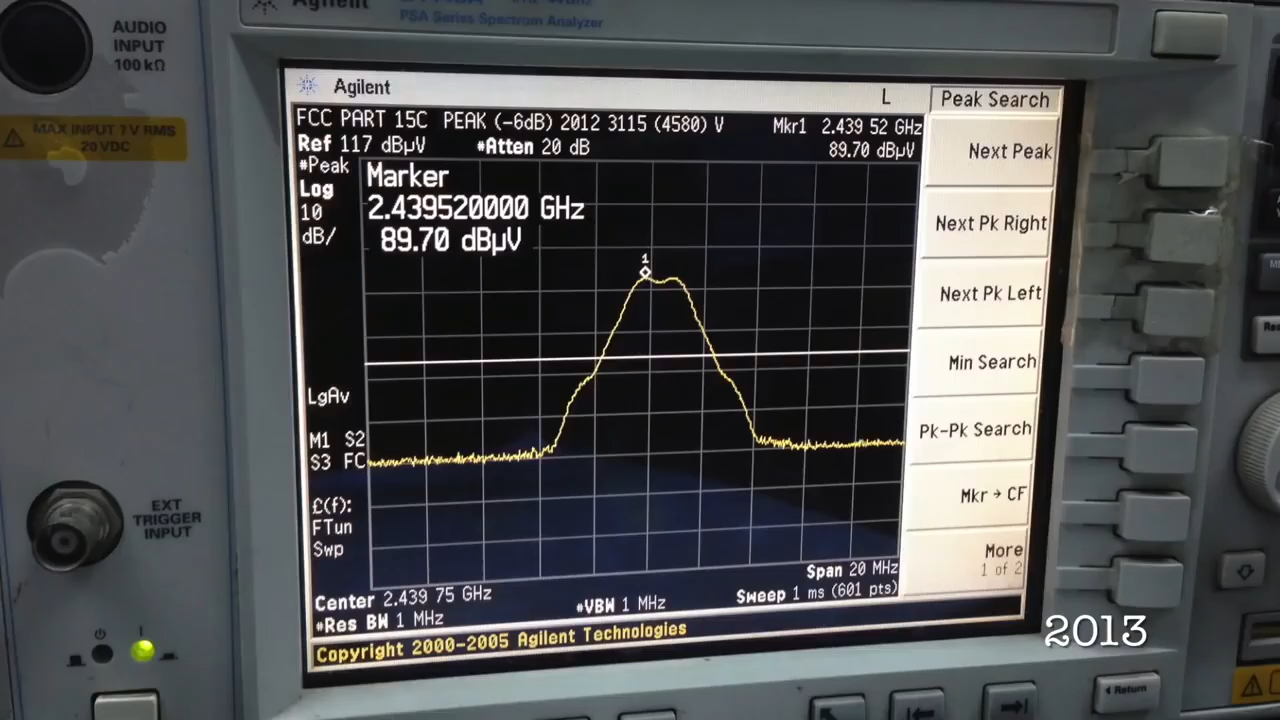 Agilent
PSA Series Spectrum Analyzer
AUDIO
INPUT
100 kΩ
MAX INPUT 7 V RMS
20 VDC
Agilent
L
Peak Search
FCC PART 15C PEAK (-6dB) 2012 3115 (4580) V
Mkr1 2.439 52 GHz
Ref 117 dBµV
#Atten 20 dB
89.70 dBµV
#Peak
Log
10
dB/
Marker
2.439520000 GHz
89.70 dBµV
1
LgAv
M1 S2
S3 FC
£(f):
FTun
Swp
Center 2.439 75 GHz
Span 20 MHz
#Res BW 1 MHz
#VBW 1 MHz
Sweep 1 ms (601 pts)
Copyright 2000-2005 Agilent Technologies
Next Peak
Next Pk Right
Next Pk Left
Min Search
Pk-Pk Search
Mkr → CF
More
1 of 2
EXT
TRIGGER
INPUT
Return
2013